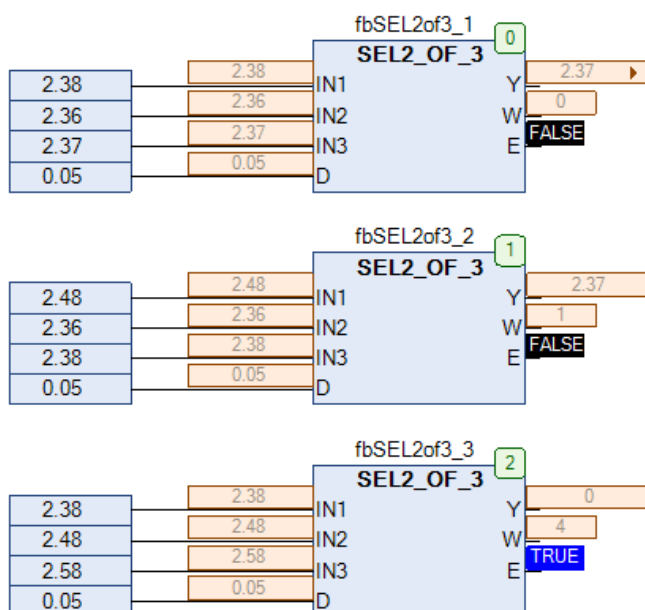 fbSEL2of3_1
0
SEL2_OF_3
2.38 2.38 IN1 Y 2.37
2.36 2.36 IN2 W 0
2.37 2.37 IN3 E FALSE
0.05 0.05 D
fbSEL2of3_2
1
SEL2_OF_3
2.48 2.48 IN1 Y 2.37
2.36 2.36 IN2 W 1
2.38 2.38 IN3 E FALSE
0.05 0.05 D
fbSEL2of3_3
2
SEL2_OF_3
2.38 2.38 IN1 Y 0
2.48 2.48 IN2 W 4
2.58 2.58 IN3 E TRUE
0.05 0.05 D